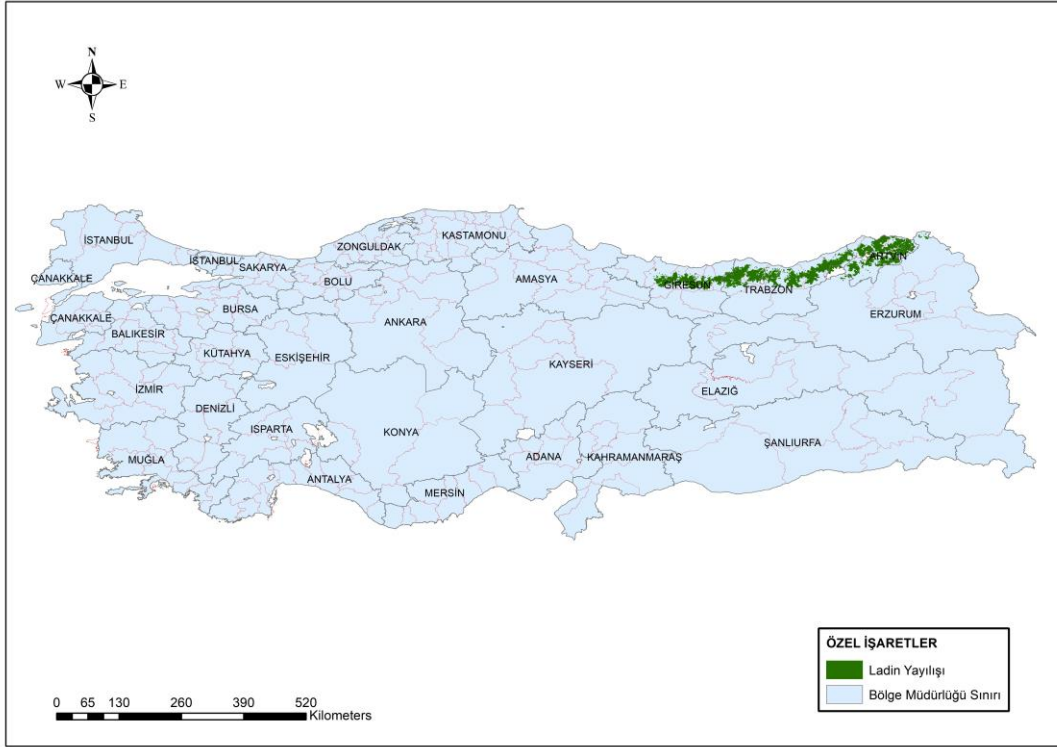 N
W E
S
İSTANBUL
KASTAMONU
ZONGULDAK
İSTANBUL
SAKARYA
ÇANAKKALE
BOLU
AMASYA
ARTVİN
GİRESUN
TRABZON
BURSA
ÇANAKKALE
ANKARA
ERZURUM
BALIKESİR
KÜTAHYA
ESKİŞEHİR
KAYSERİ
İZMİR
ELAZIĞ
DENİZLİ
ISPARTA
KONYA
ŞANLIURFA
MUĞLA
ADANA
KAHRAMANMARAŞ
ANTALYA
MERSİN
ÖZEL İŞARETLER
Ladin Yayılışı
Bölge Müdürlüğü Sınırı
0 65 130 260 390 520
Kilometers